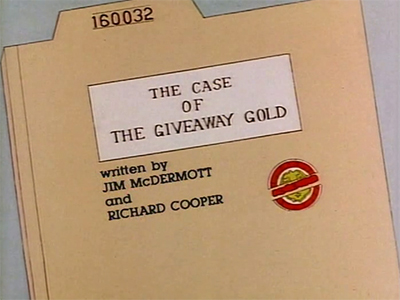 160032
THE CASE
OF
THE GIVEAWAY GOLD
written by
JIM McDERMOTT
and
RICHARD COOPER